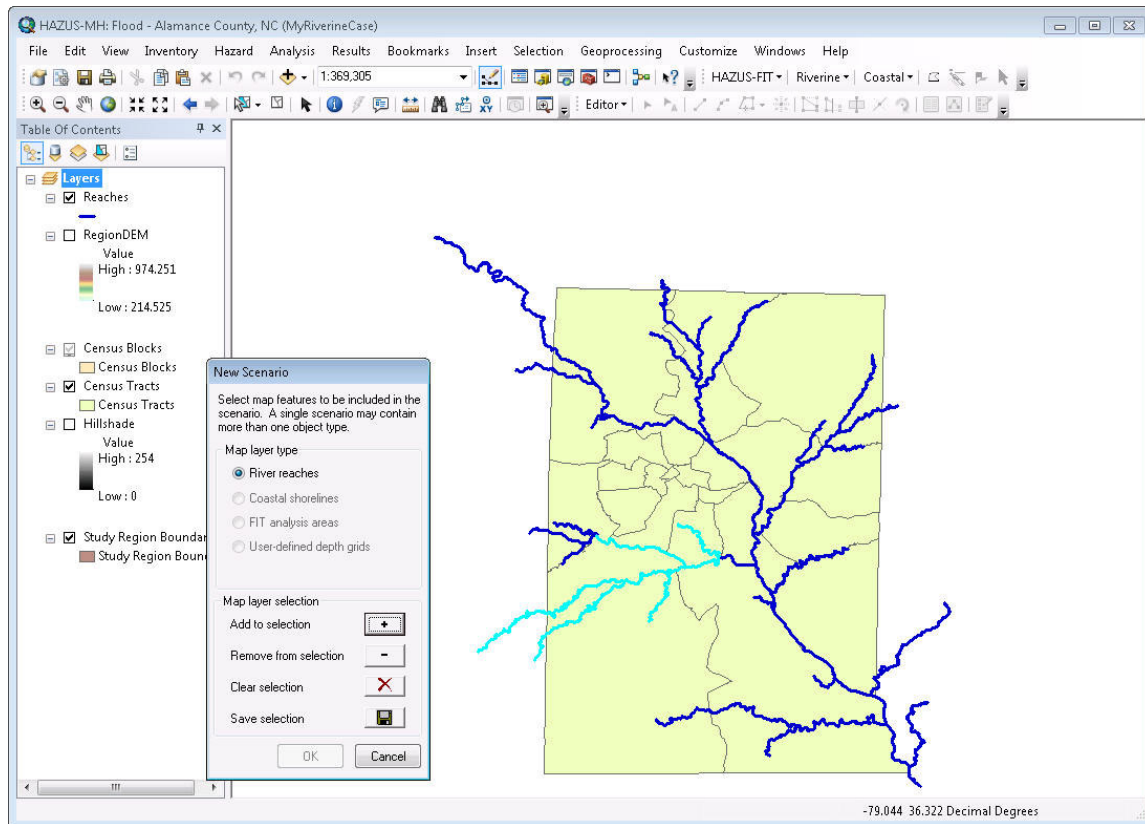 HAZUS-MH: Flood - Alamance County, NC (MyRiverineCase)
File Edit View Inventory Hazard Analysis Results Bookmarks Insert Selection Geoprocessing Customize Windows Help
1:369,305 HAZUS-FIT Riverine Coastal
Editor
Table Of Contents
Layers
Reaches
RegionDEM
Value
High : 974.251
Low : 214.525
Census Blocks
Census Blocks
Census Tracts
Census Tracts
Hillshade
Value
High : 254
Low : 0
Study Region Boundar
Study Region Boun
New Scenario
Select map features to be included in the
scenario. A single scenario may contain
more than one object type.
Map layer type
River reaches
Coastal shorelines
FIT analysis areas
User-defined depth grids
Map layer selection
Add to selection +
Remove from selection -
Clear selection
Save selection
OK Cancel
-79.044 36.322 Decimal Degrees